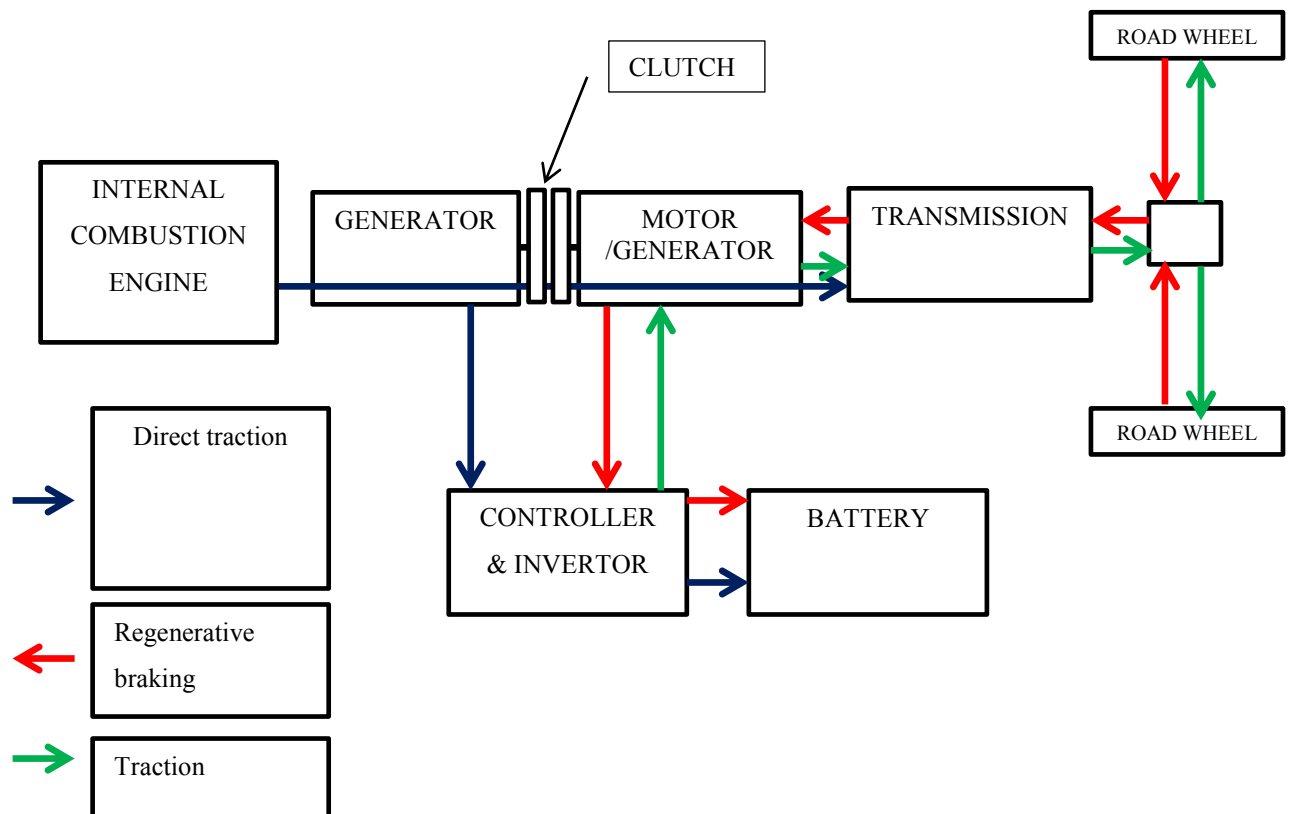 ROAD WHEEL
CLUTCH
INTERNAL
COMBUSTION
ENGINE
GENERATOR
MOTOR
/GENERATOR
TRANSMISSION
Direct traction
ROAD WHEEL
CONTROLLER
& INVERTOR
BATTERY
Regenerative
braking
Traction